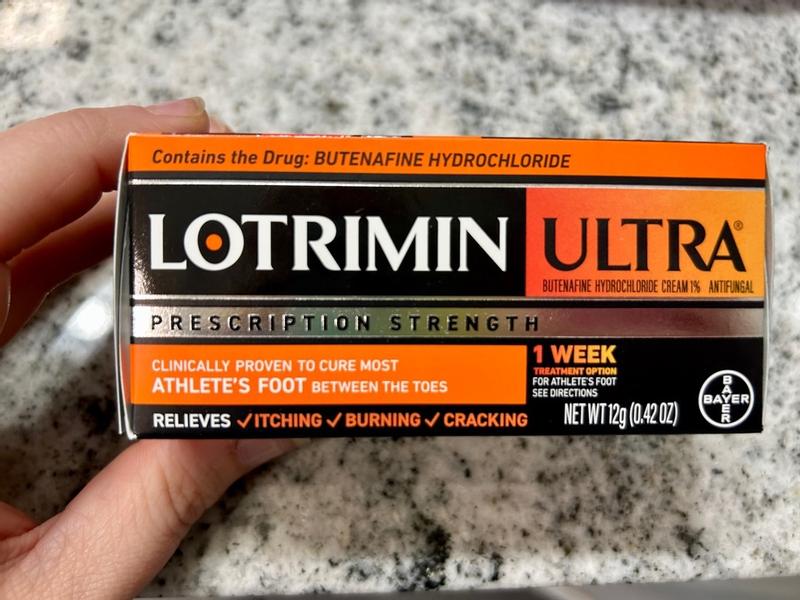 Contains the Drug: BUTENAFINE HYDROCHLORIDE
LOTRIMIN ULTRA®
BUTENAFINE HYDROCHLORIDE CREAM 1% ANTIFUNGAL
PRESCRIPTION STRENGTH
CLINICALLY PROVEN TO CURE MOST
ATHLETE'S FOOT BETWEEN THE TOES
RELIEVES ✓ITCHING ✓BURNING ✓CRACKING
1 WEEK
TREATMENT OPTION
FOR ATHLETE'S FOOT
SEE DIRECTIONS
NET WT 12g (0.42 OZ)
BAYER
BAYER